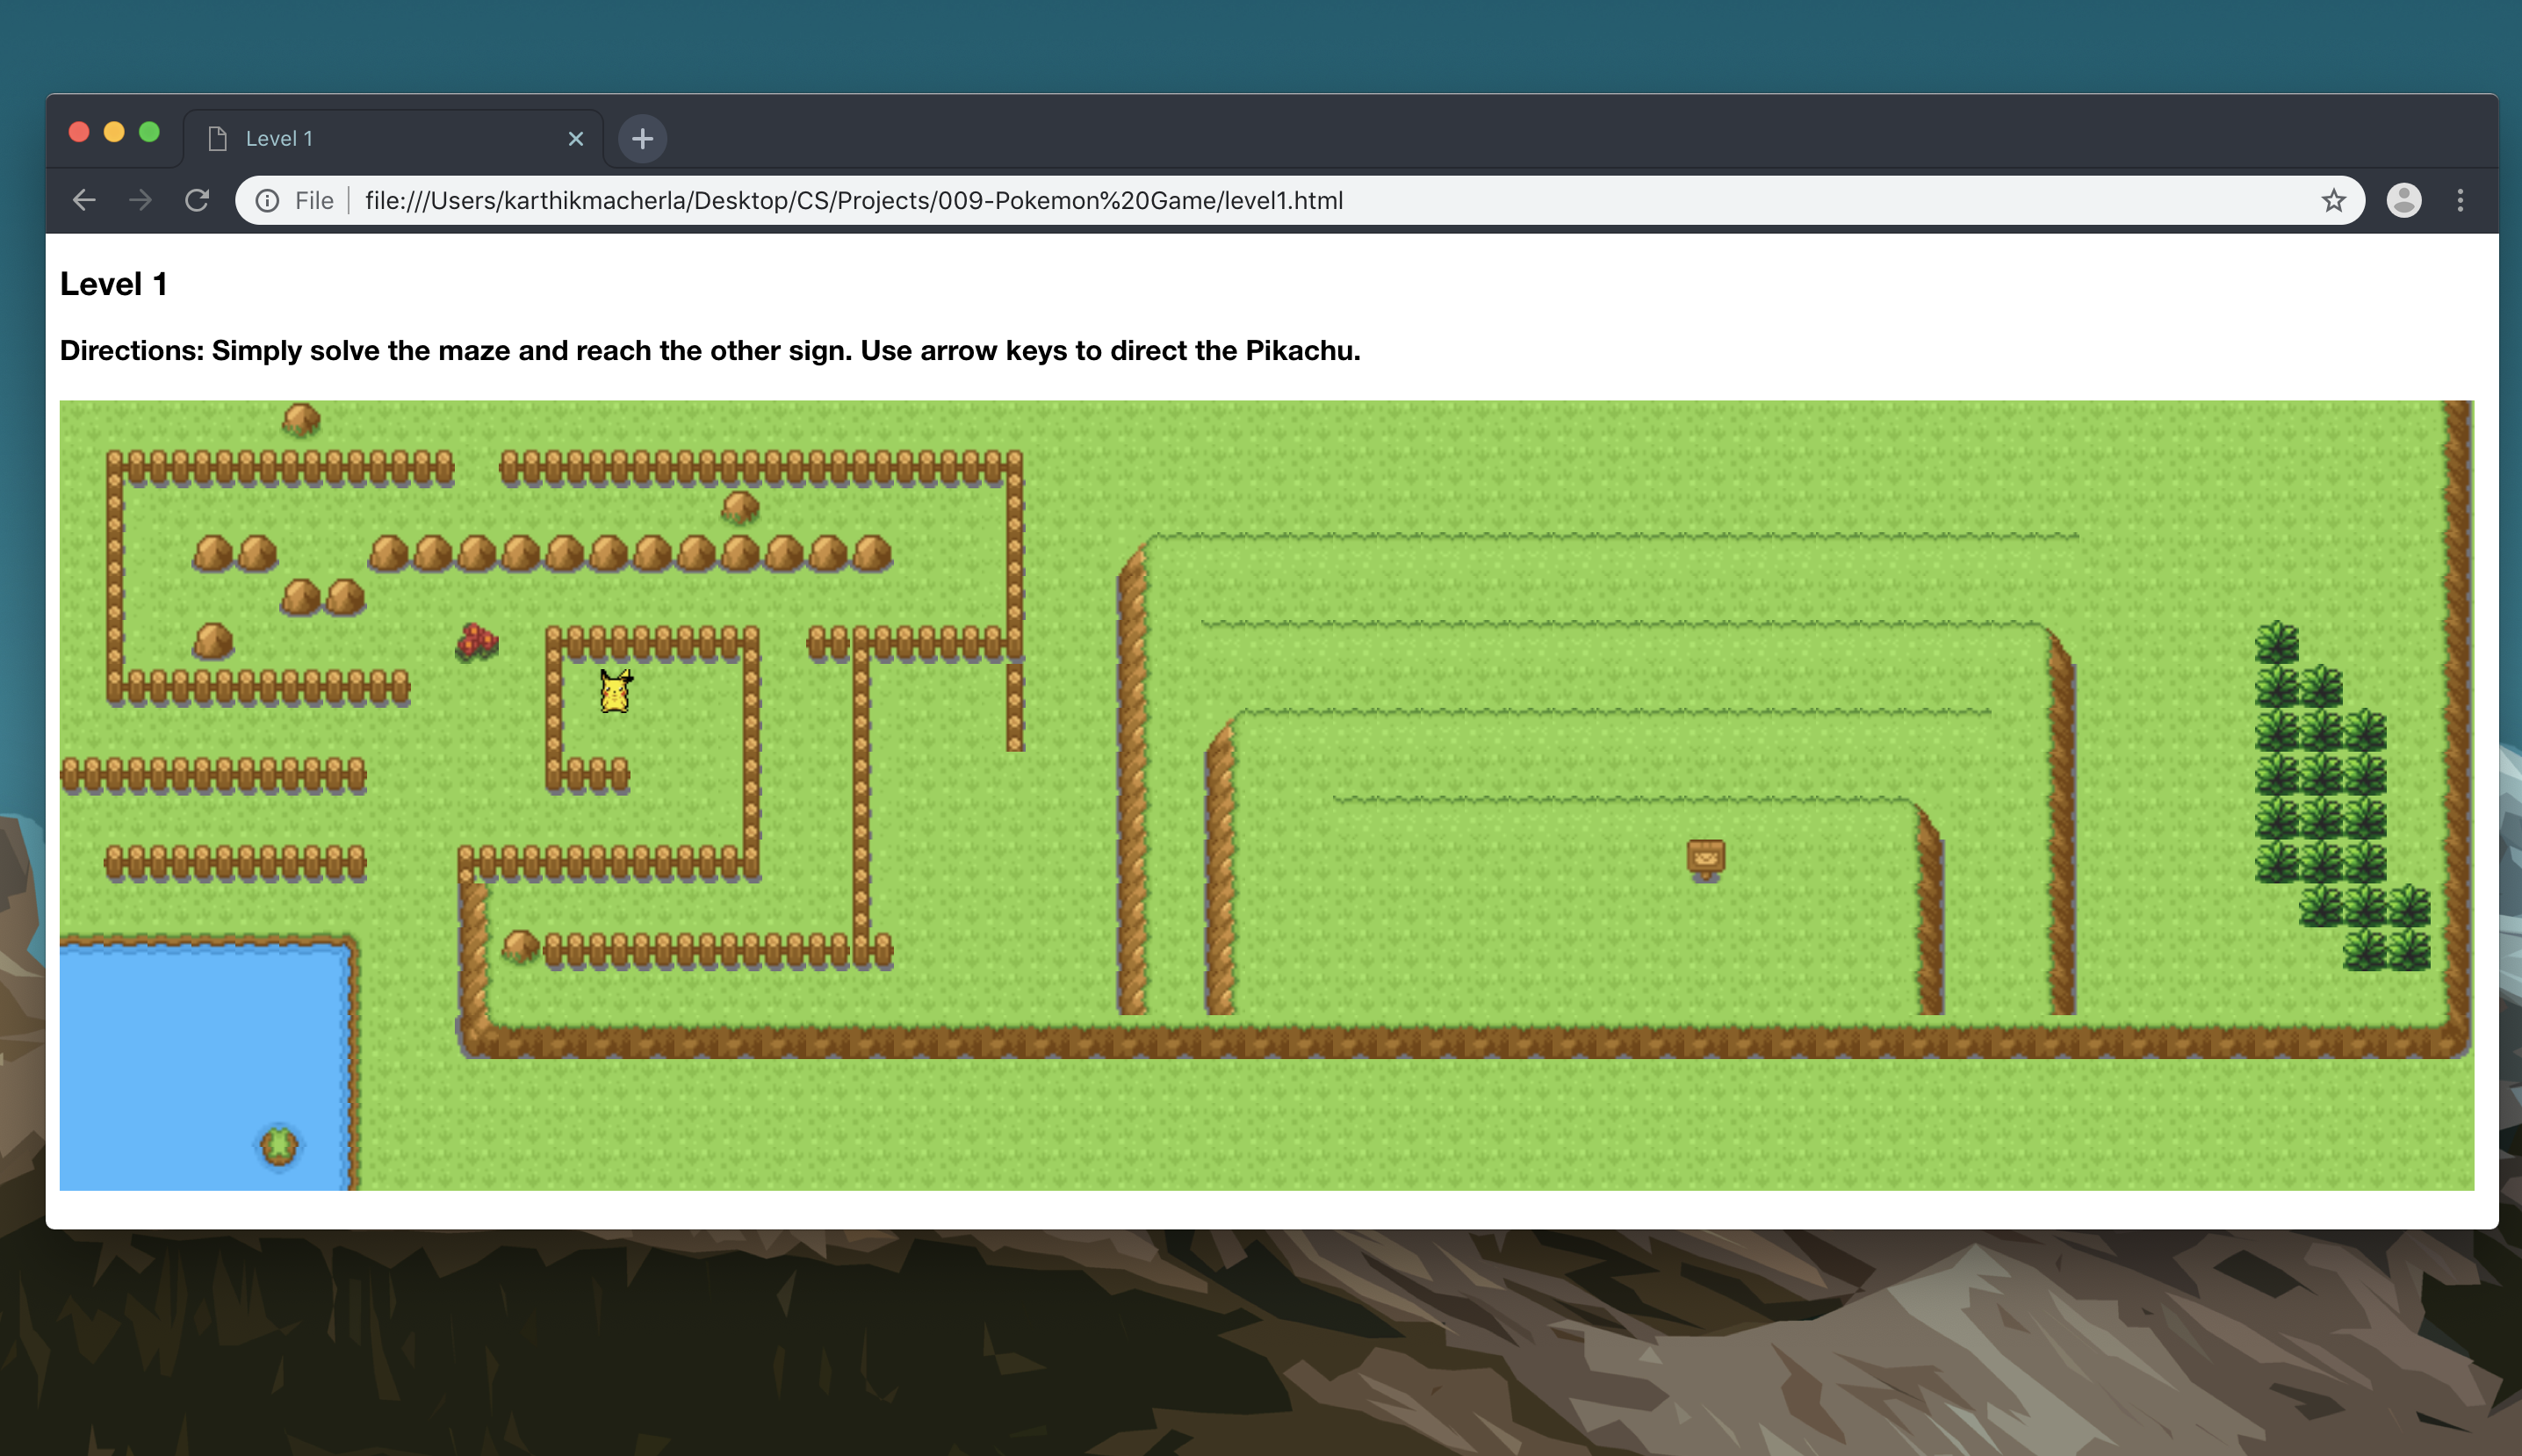 Level 1
File
file:///Users/karthikmacherla/Desktop/CS/Projects/009-Pokemon%20Game/level1.html
Level 1
Directions: Simply solve the maze and reach the other sign. Use arrow keys to direct the Pikachu.